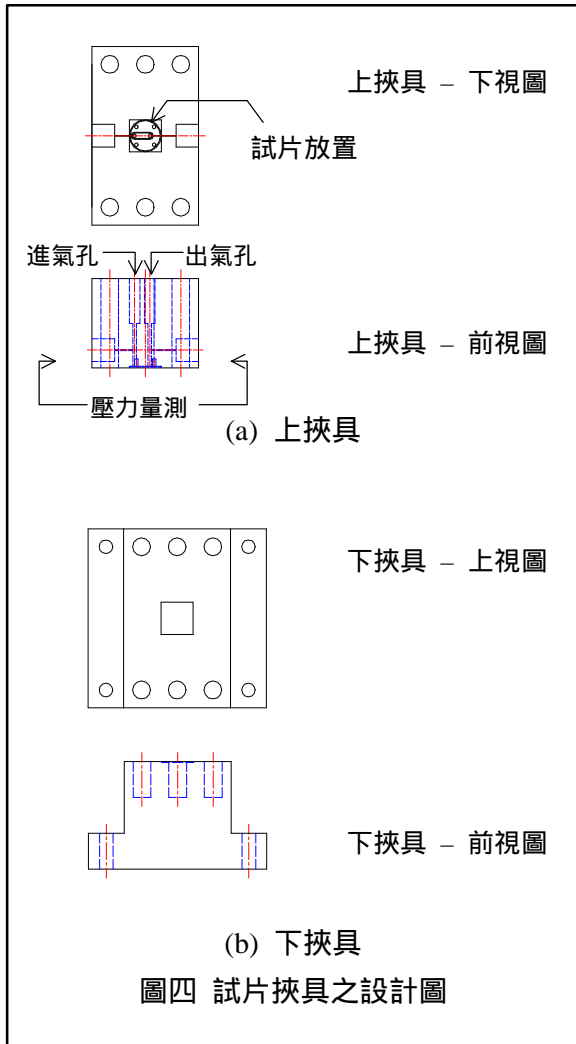 上挾具 – 下視圖
試片放置
進氣孔 出氣孔
上挾具 – 前視圖
壓力量測
(a) 上挾具
下挾具 – 上視圖
下挾具 – 前視圖
(b) 下挾具
圖四 試片挾具之設計圖